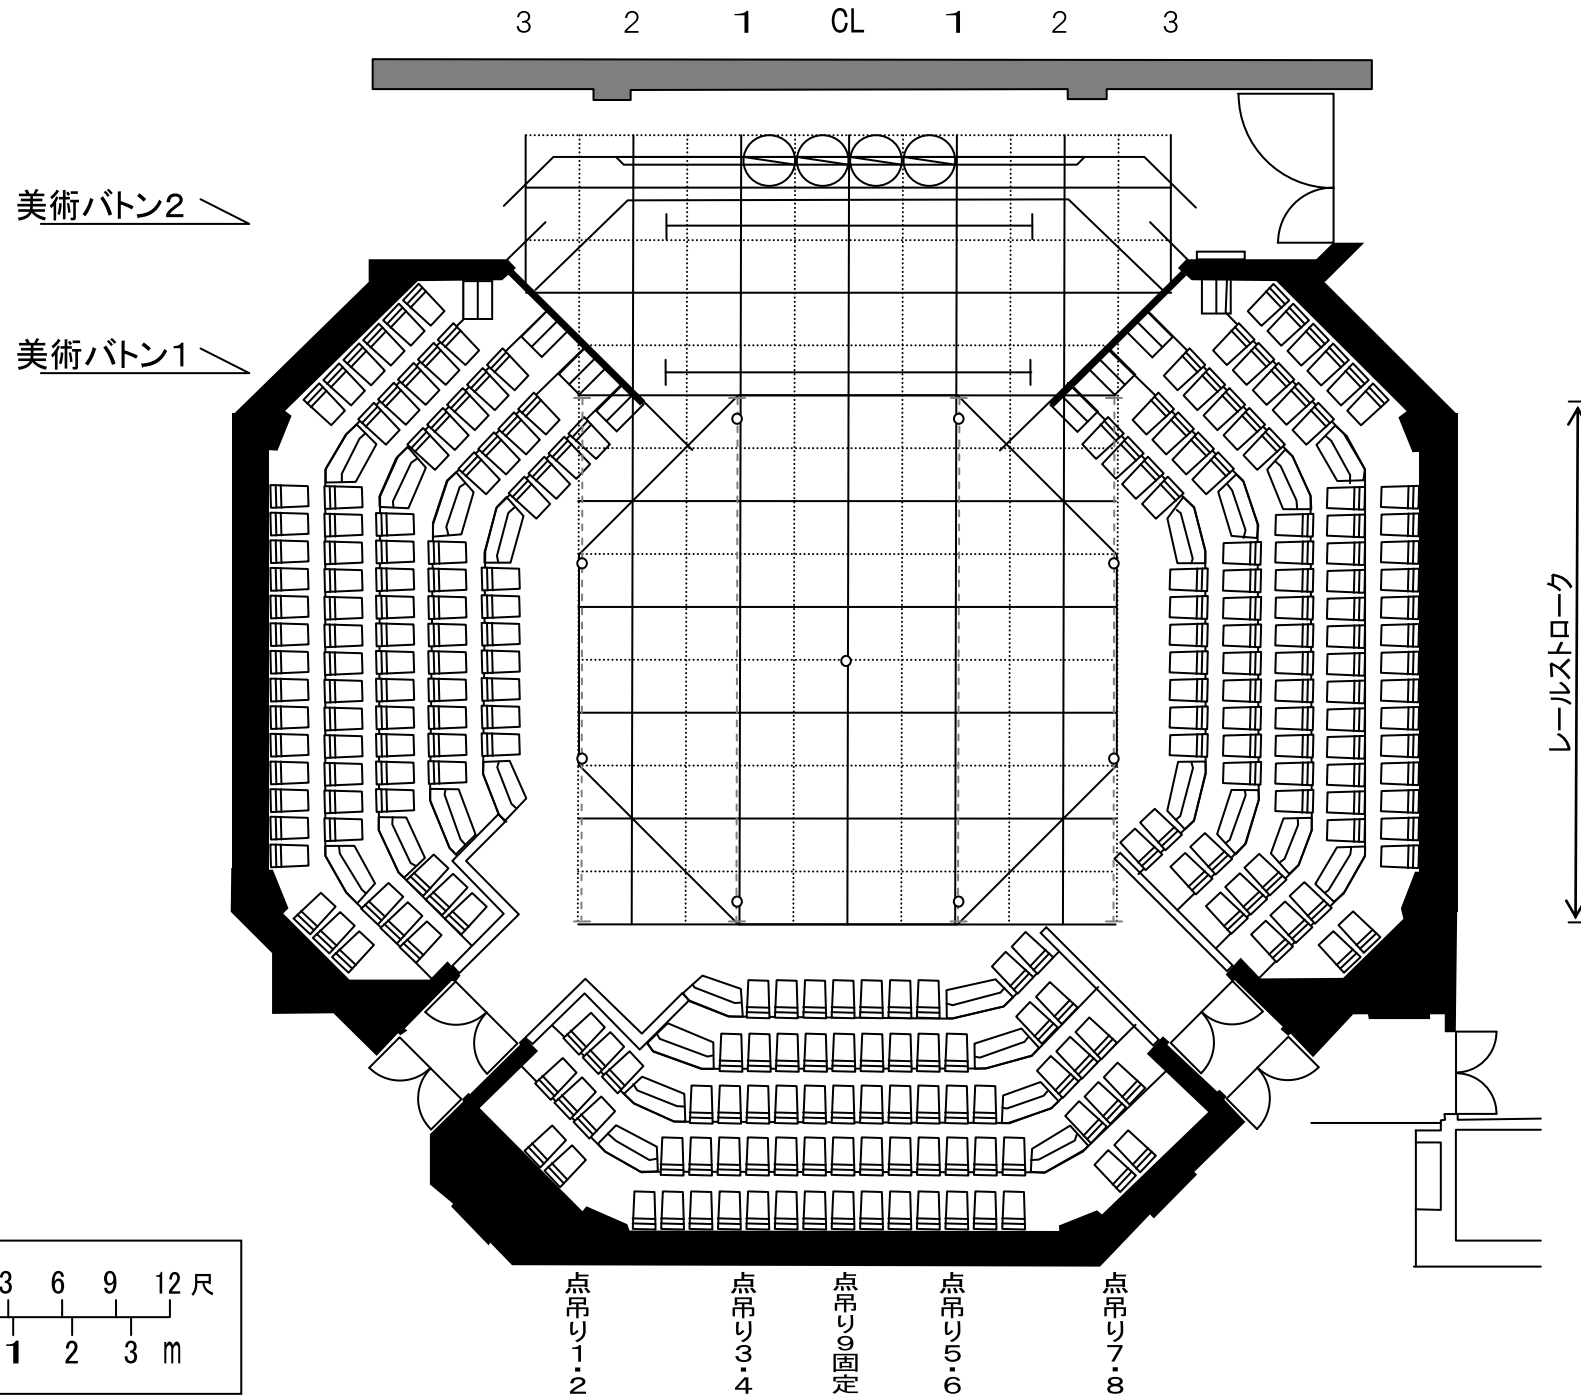 3 2 1 CL 1 2 3
美術バトン2
美術バトン1
レールストローク
3 6 9 12 尺
1 2 3 m
点吊り1・2
点吊り3・4
点吊り9固定
点吊り5・6
点吊り7・8